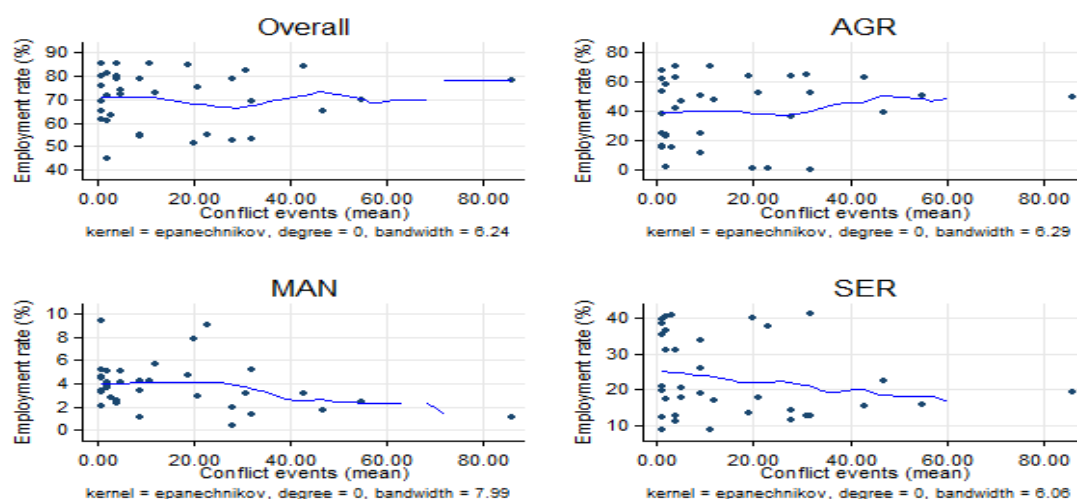 Overall
Employment rate (%)
90
80
70
60
50
40
0.00 20.00 40.00 60.00 80.00
Conflict events (mean)
kernel = epanechnikov, degree = 0, bandwidth = 6.24
AGR
Employment rate (%)
80
60
40
20
0
0.00 20.00 40.00 60.00 80.00
Conflict events (mean)
kernel = epanechnikov, degree = 0, bandwidth = 6.29
MAN
Employment rate (%)
10
8
6
4
2
0
0.00 20.00 40.00 60.00 80.00
Conflict events (mean)
kernel = epanechnikov, degree = 0, bandwidth = 7.99
SER
Employment rate (%)
40
30
20
10
0.00 20.00 40.00 60.00 80.00
Conflict events (mean)
kernel = epanechnikov, degree = 0, bandwidth = 6.06